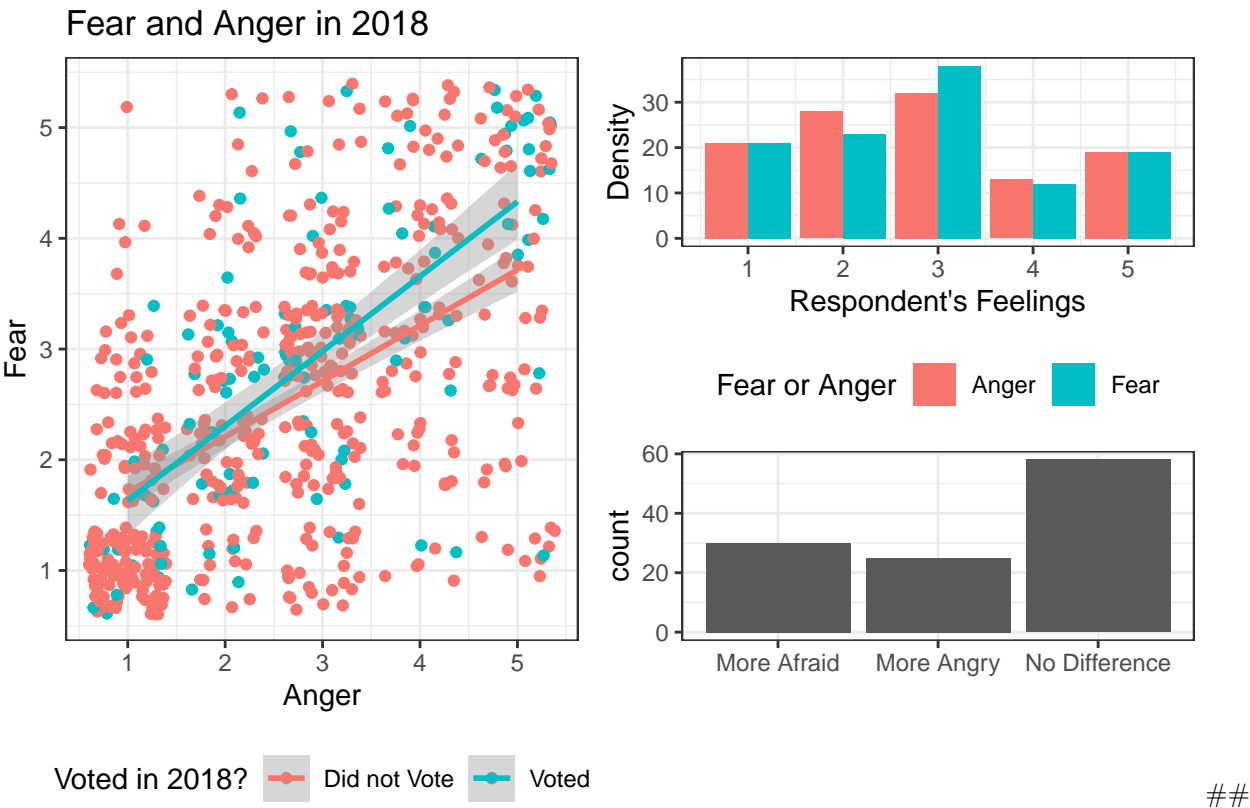 Fear and Anger in 2018
Fear
5
4
3
2
1
1 2 3 4 5
Anger
Voted in 2018? Did not Vote Voted
Density
30
20
10
0
1 2 3 4 5
Respondent's Feelings
Fear or Anger Anger Fear
count
60
40
20
0
More Afraid More Angry No Difference
##